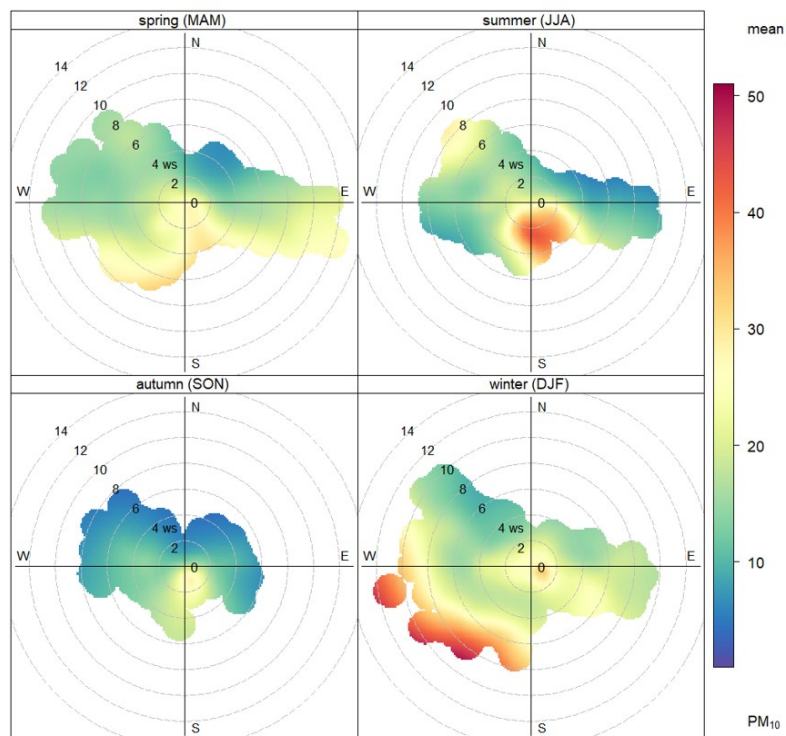 spring (MAM)
N
14
12
10
8
6
4 ws
2
W
0
E
S
summer (JJA)
N
14
12
10
8
6
4 ws
2
W
0
E
S
mean
50
40
30
20
10
PM₁₀
autumn (SON)
N
14
12
10
8
6
4 ws
2
W
0
E
S
winter (DJF)
N
14
12
10
8
6
4 ws
2
W
0
E
S